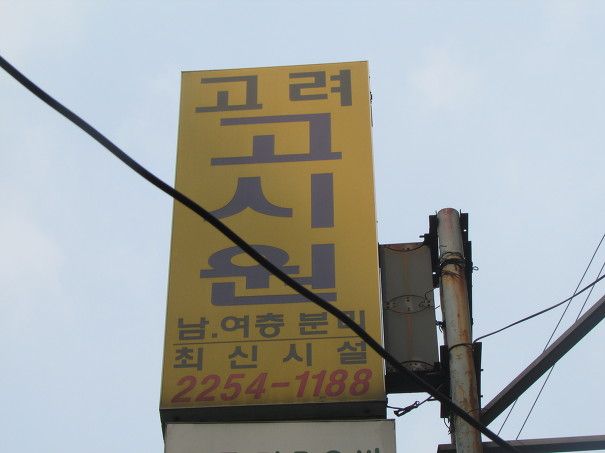 고려
고시원
남.여층 분리
최신시설
2254-1188